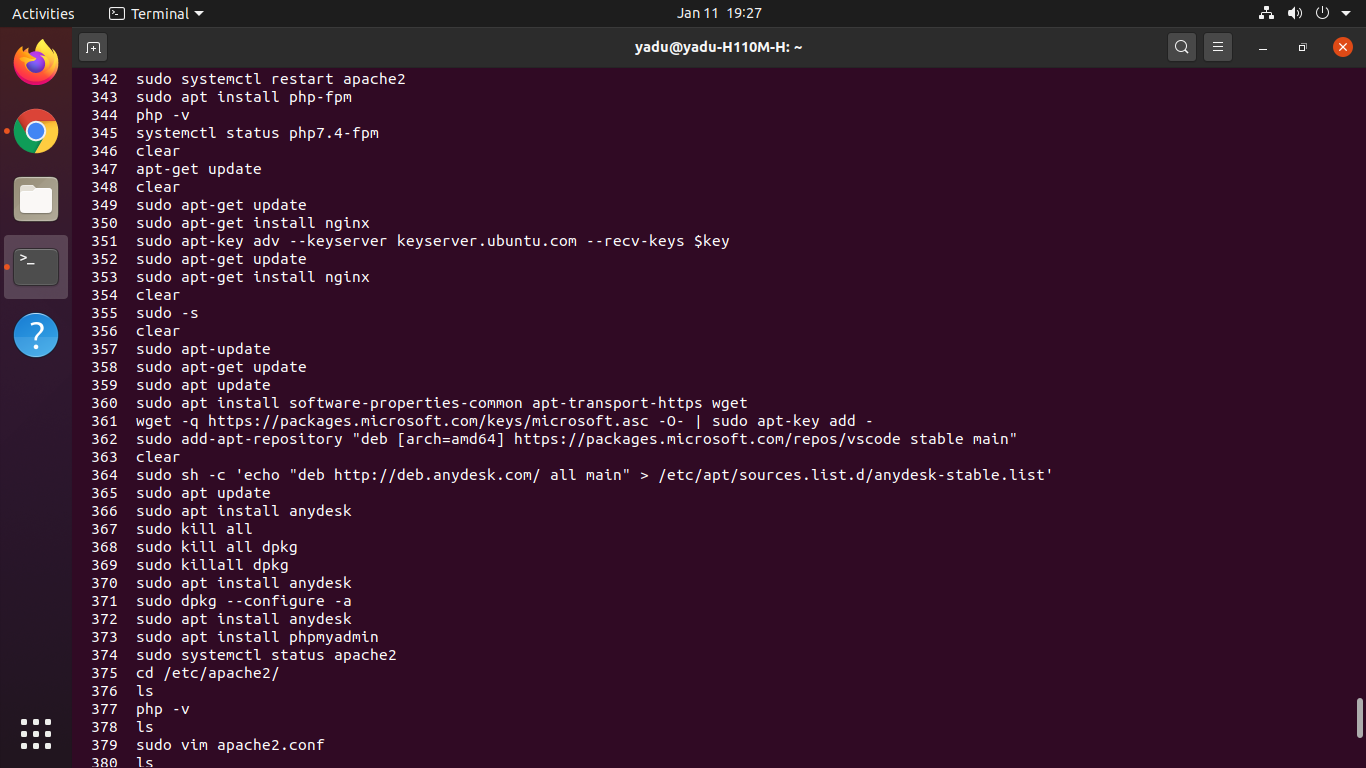 Activities
Terminal
Jan 11 19:27
yadu@yadu-H110M-H: ~
342 sudo systemctl restart apache2
343 sudo apt install php-fpm
344 php -v
345 systemctl status php7.4-fpm
346 clear
347 apt-get update
348 clear
349 sudo apt-get update
350 sudo apt-get install nginx
351 sudo apt-key adv --keyserver keyserver.ubuntu.com --recv-keys $key
352 sudo apt-get update
353 sudo apt-get install nginx
354 clear
355 sudo -s
356 clear
357 sudo apt-update
358 sudo apt-get update
359 sudo apt update
360 sudo apt install software-properties-common apt-transport-https wget
361 wget -q https://packages.microsoft.com/keys/microsoft.asc -O- | sudo apt-key add -
362 sudo add-apt-repository "deb [arch=amd64] https://packages.microsoft.com/repos/vscode stable main"
363 clear
364 sudo sh -c 'echo "deb http://deb.anydesk.com/ all main" > /etc/apt/sources.list.d/anydesk-stable.list'
365 sudo apt update
366 sudo apt install anydesk
367 sudo kill all
368 sudo kill all dpkg
369 sudo killall dpkg
370 sudo apt install anydesk
371 sudo dpkg --configure -a
372 sudo apt install anydesk
373 sudo apt install phpmyadmin
374 sudo systemctl status apache2
375 cd /etc/apache2/
376 ls
377 php -v
378 ls
379 sudo vim apache2.conf
380 ls